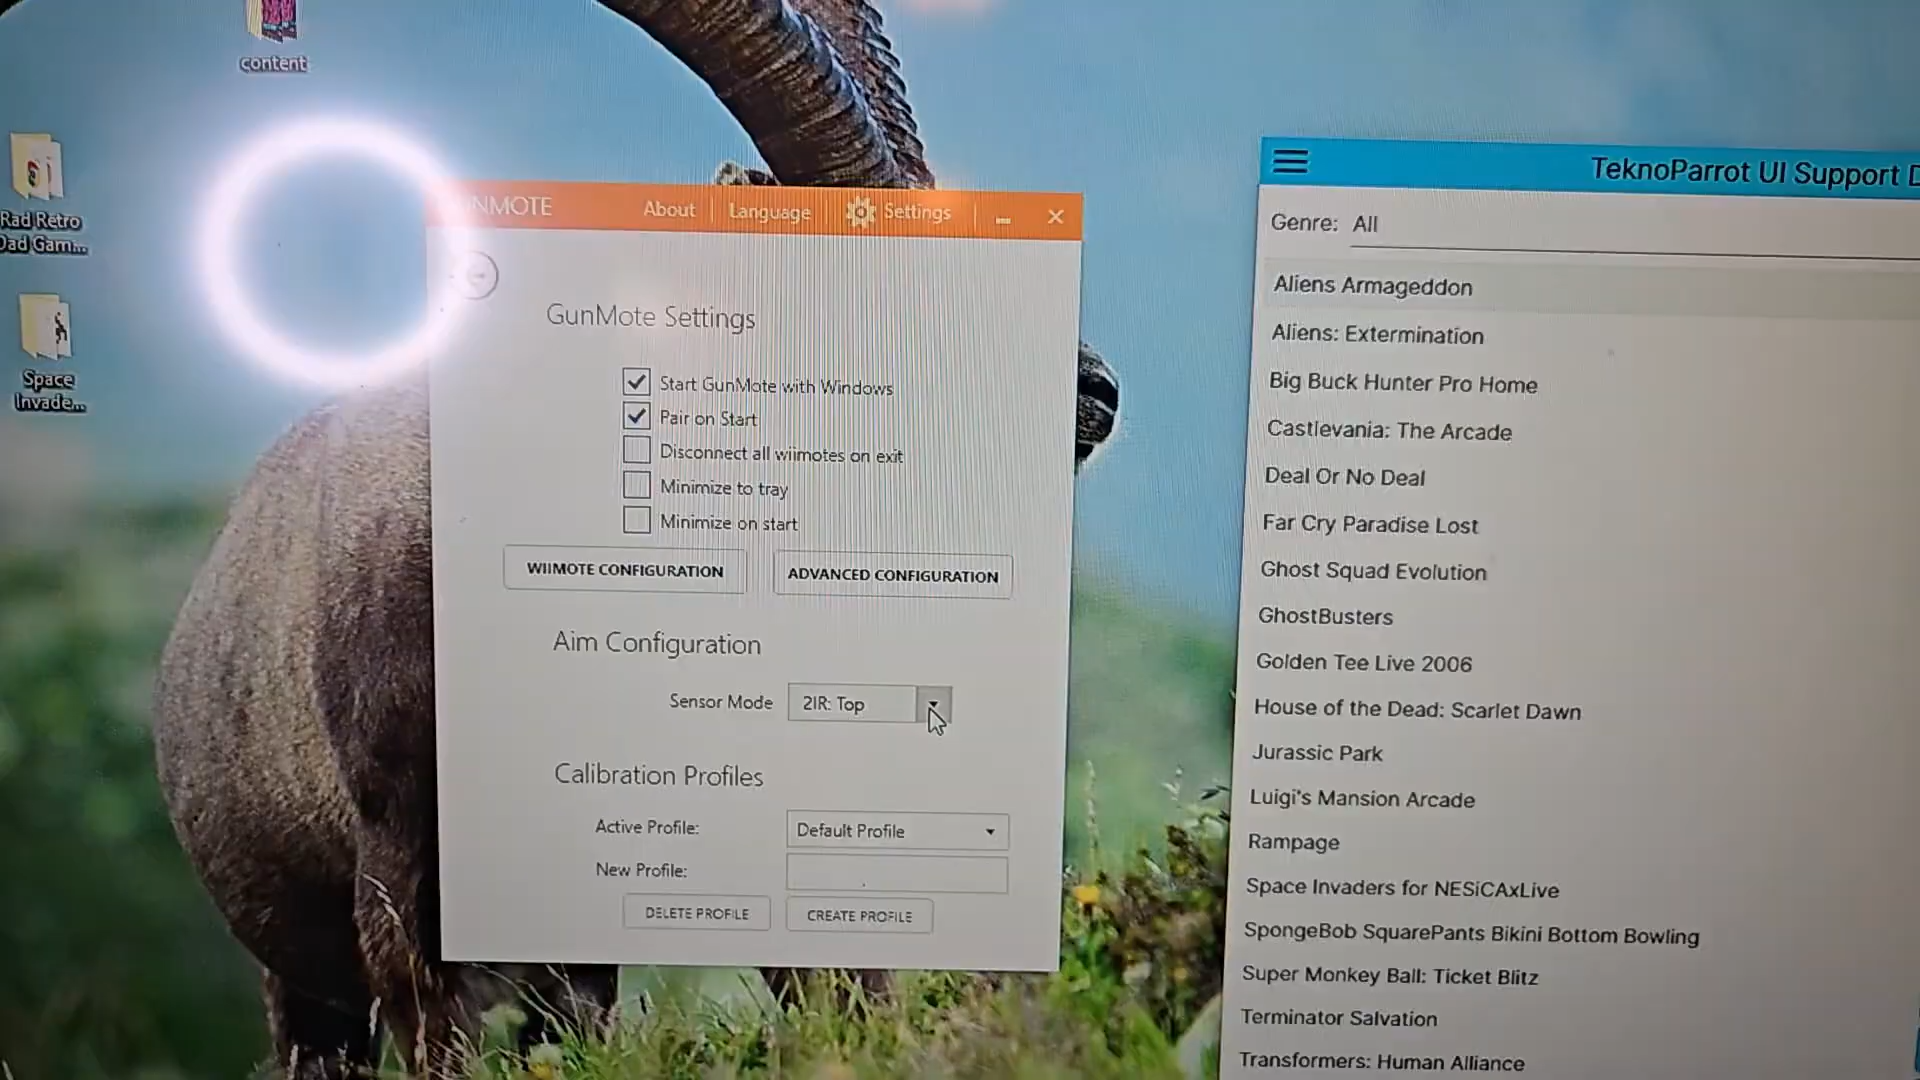 content
Rad Retro
Dad Gam...
Space
Invade...
NMOTE
About
Language
Settings
GunMote Settings
Start GunMote with Windows
Pair on Start
Disconnect all wiimotes on exit
Minimize to tray
Minimize on start
WIIMOTE CONFIGURATION
ADVANCED CONFIGURATION
Aim Configuration
Sensor Mode
2IR: Top
Calibration Profiles
Active Profile:
Default Profile
New Profile:
DELETE PROFILE
CREATE PROFILE
TeknoParrot UI Support D
Genre: All
Aliens Armageddon
Aliens: Extermination
Big Buck Hunter Pro Home
Castlevania: The Arcade
Deal Or No Deal
Far Cry Paradise Lost
Ghost Squad Evolution
GhostBusters
Golden Tee Live 2006
House of the Dead: Scarlet Dawn
Jurassic Park
Luigi's Mansion Arcade
Rampage
Space Invaders for NESiCAxLive
SpongeBob SquarePants Bikini Bottom Bowling
Super Monkey Ball: Ticket Blitz
Terminator Salvation
Transformers: Human Alliance